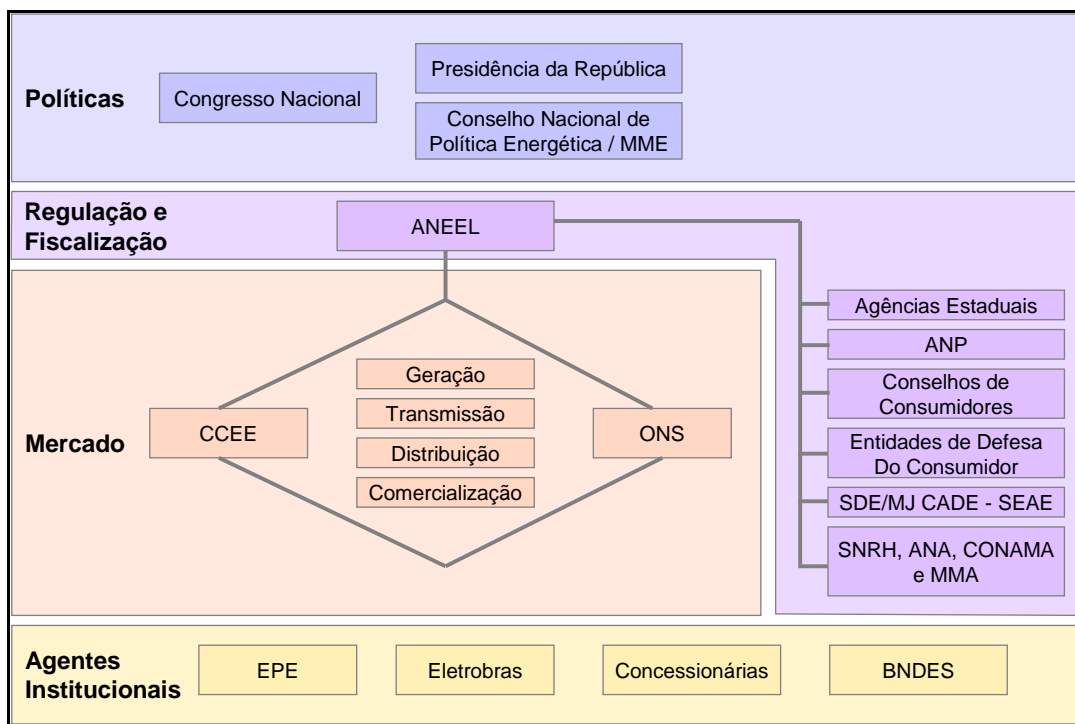 Políticas
Congresso Nacional
Presidência da República
Conselho Nacional de
Política Energética / MME
Regulação e
Fiscalização
ANEEL
Agências Estaduais
ANP
Conselhos de
Consumidores
Entidades de Defesa
Do Consumidor
SDE/MJ CADE - SEAE
SNRH, ANA, CONAMA
e MMA
Mercado
CCEE
Geração
Transmissão
Distribuição
Comercialização
ONS
Agentes
Institucionais
EPE
Eletrobras
Concessionárias
BNDES